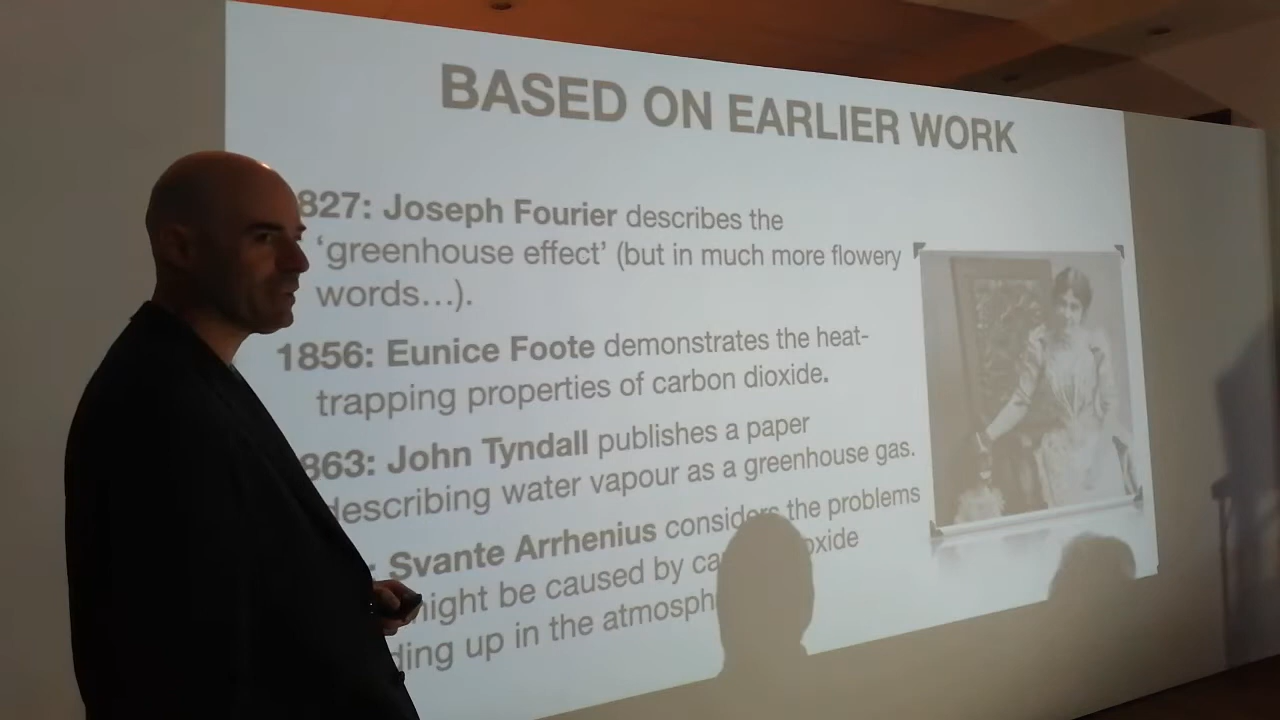 BASED ON EARLIER WORK
827: Joseph Fourier describes the
‘greenhouse effect’ (but in much more flowery
words...).
1856: Eunice Foote demonstrates the heat-
trapping properties of carbon dioxide.
863: John Tyndall publishes a paper
describing water vapour as a greenhouse gas.
: Svante Arrhenius considers the problems
might be caused by ca oxide
ding up in the atmosph